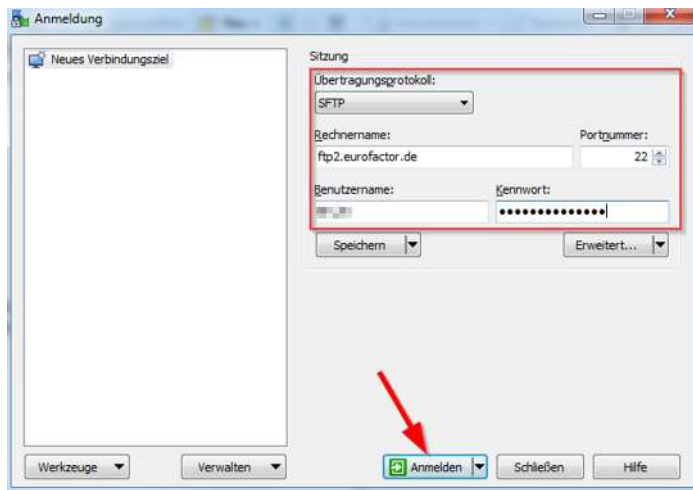 Anmeldung
Neues Verbindungsziel
Sitzung
Übertragungsprotokoll:
SFTP
Rechnername:
Portnummer:
ftp2.eurofactor.de
22
Benutzername:
Kennwort:
Speichern
Erweitert...
Werkzeuge
Verwalten
Anmelden
Schließen
Hilfe